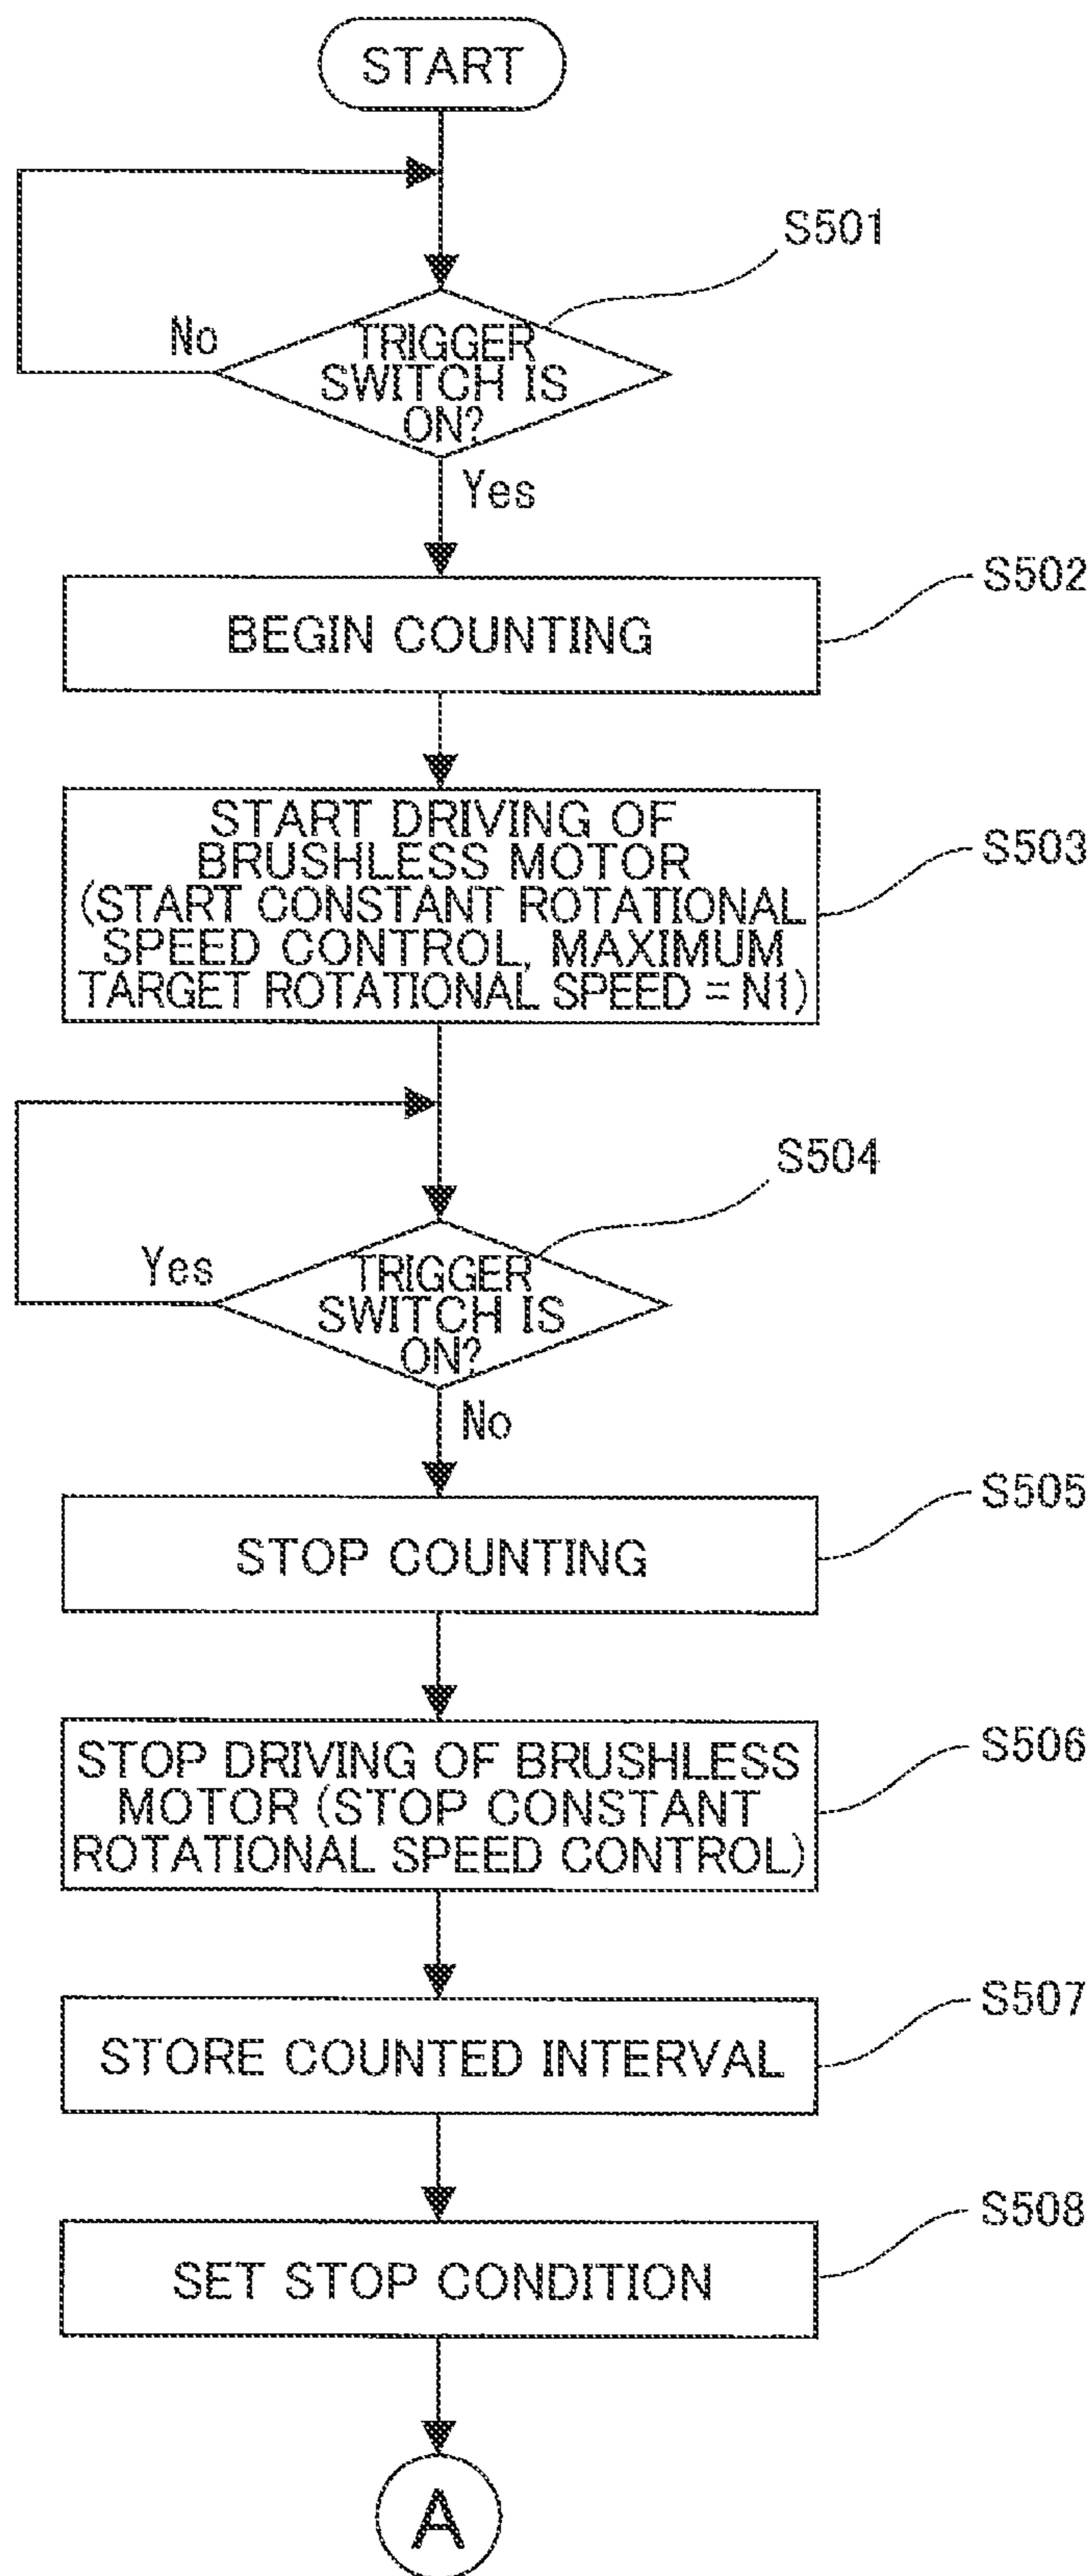 START
S501
No
TRIGGER
SWITCH IS
ON?
Yes
S502
BEGIN COUNTING
START DRIVING OF
BRUSHLESS MOTOR
(START CONSTANT ROTATIONAL
SPEED CONTROL, MAXIMUM
TARGET ROTATIONAL SPEED = N1)
S503
S504
Yes
TRIGGER
SWITCH IS
ON?
No
S505
STOP COUNTING
S506
STOP DRIVING OF BRUSHLESS
MOTOR (STOP CONSTANT
ROTATIONAL SPEED CONTROL)
S507
STORE COUNTED INTERVAL
S508
SET STOP CONDITION
A